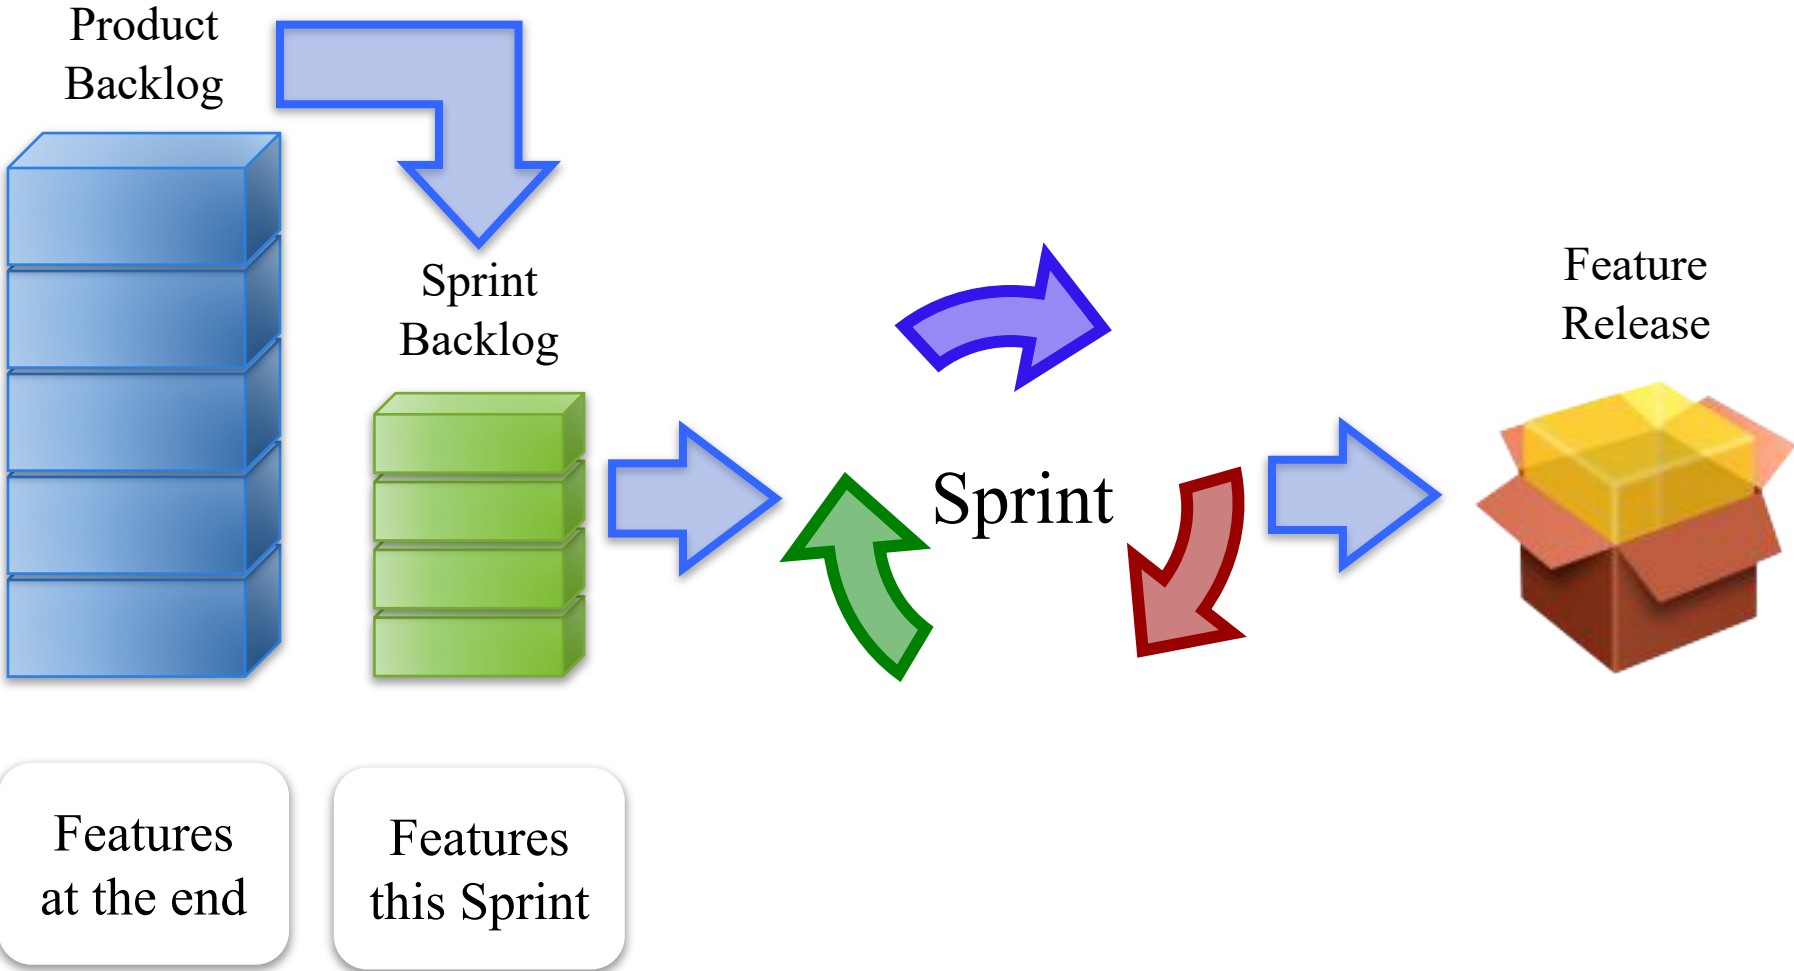 Product
Backlog
Sprint
Backlog
Sprint
Feature
Release
Features
at the end
Features
this Sprint